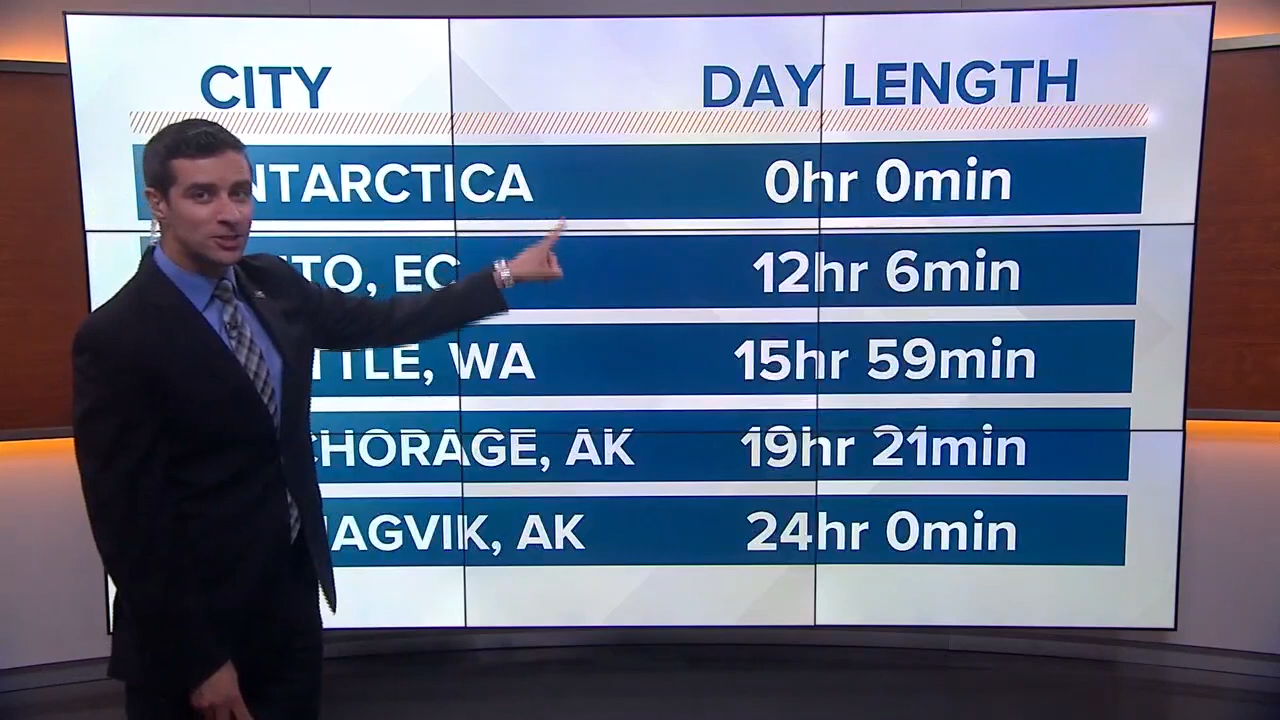 CITY DAY LENGTH
NTARCTICA 0hr 0min
ITO, EC 12hr 6min
TTLE, WA 15hr 59min
CHORAGE, AK 19hr 21min
IAGVIK, AK 24hr 0min